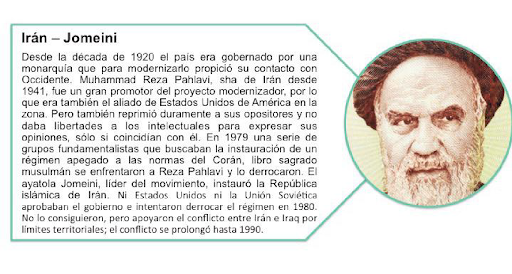 Irán – Jomeini
Desde la década de 1920 el país era gobernado por una
monarquía que para modernizarlo propició su contacto con
Occidente. Muhammad Reza Pahlavi, sha de Irán desde
1941, fue un gran promotor del proyecto modernizador, por lo
que era también el aliado de Estados Unidos de América en la
zona. Pero también reprimió duramente a sus opositores y no
daba libertades a los intelectuales para expresar sus
opiniones, sólo si coincidían con él. En 1979 una serie de
grupos fundamentalistas que buscaban la instauración de un
régimen apegado a las normas del Corán, libro sagrado
musulmán se enfrentaron a Reza Pahlavi y lo derrocaron. El
ayatola Jomeini, líder del movimiento, instauró la República
islámica de Irán. Ni Estados Unidos ni la Unión Soviética
aprobaban el gobierno e intentaron derrocar el régimen en 1980.
No lo consiguieron, pero apoyaron el conflicto entre Irán e Iraq por
límites territoriales; el conflicto se prolongó hasta 1990.